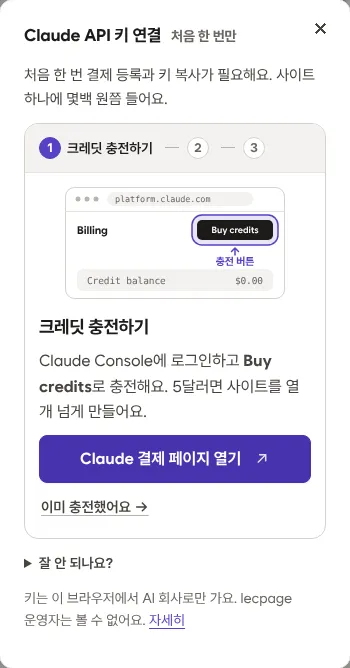 Claude API 키 연결 처음 한 번만 ✕
처음 한 번 결제 등록과 키 복사가 필요해요. 사이트
하나에 몇백 원쯤 들어요.
1 크레딧 충전하기 — 2 — 3
platform.claude.com
Billing Buy credits
↑
충전 버튼
Credit balance $0.00
크레딧 충전하기
Claude Console에 로그인하고 Buy
credits로 충전해요. 5달러면 사이트를 열
개 넘게 만들어요.
Claude 결제 페이지 열기 ↗
이미 충전했어요 →
▶ 잘 안 되나요?
키는 이 브라우저에서 AI 회사로만 가요. lecpage
운영자는 볼 수 없어요. 자세히